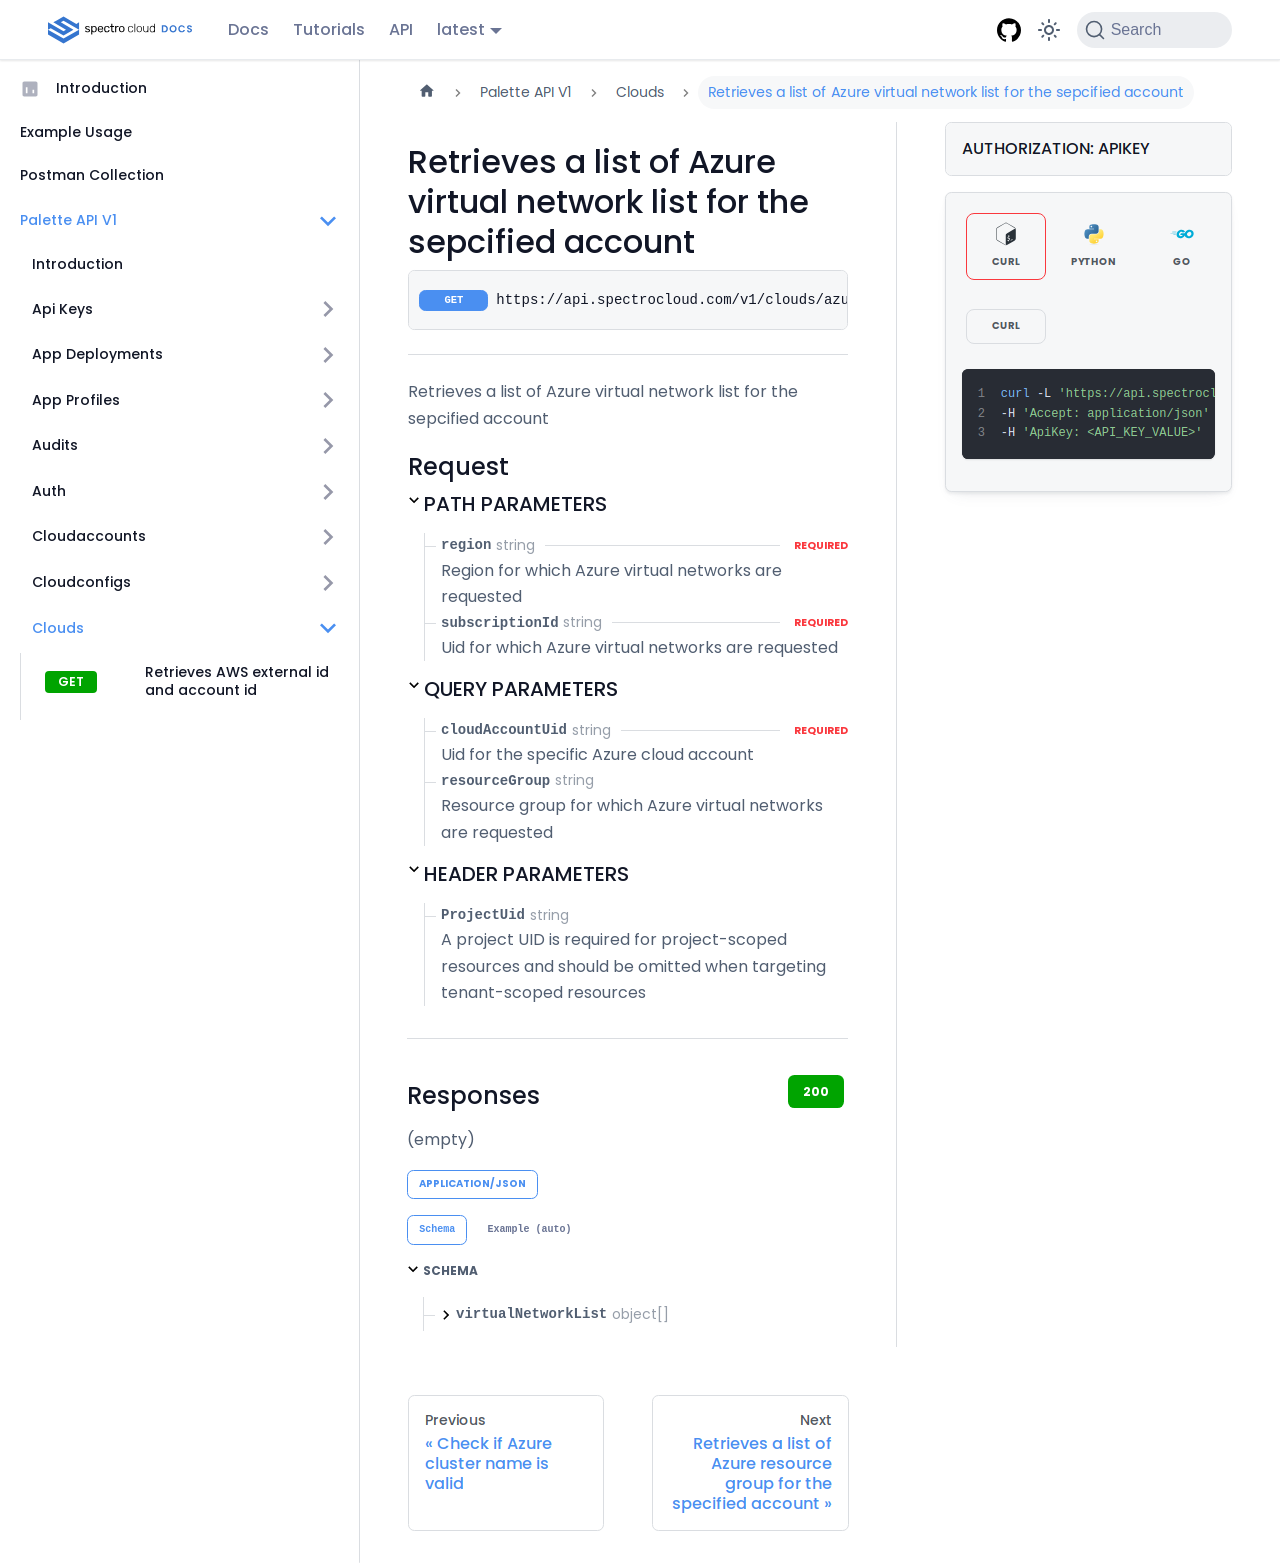 spectro cloud DOCS
Docs
Tutorials
API
latest
Search
Introduction
Example Usage
Postman Collection
Palette API V1
Introduction
Api Keys
App Deployments
App Profiles
Audits
Auth
Cloudaccounts
Cloudconfigs
Clouds
GET
Retrieves AWS external id
and account id
Palette API V1
Clouds
Retrieves a list of Azure virtual network list for the sepcified account
Retrieves a list of Azure
virtual network list for the
sepcified account
GET https://api.spectrocloud.com/v1/clouds/azu
Retrieves a list of Azure virtual network list for the
sepcified account
Request
PATH PARAMETERS
region string REQUIRED
Region for which Azure virtual networks are
requested
subscriptionId string REQUIRED
Uid for which Azure virtual networks are requested
QUERY PARAMETERS
cloudAccountUid string REQUIRED
Uid for the specific Azure cloud account
resourceGroup string
Resource group for which Azure virtual networks
are requested
HEADER PARAMETERS
ProjectUid string
A project UID is required for project-scoped
resources and should be omitted when targeting
tenant-scoped resources
Responses
200
(empty)
APPLICATION/JSON
Schema
Example (auto)
SCHEMA
virtualNetworkList object[]
Previous
« Check if Azure
cluster name is
valid
Next
Retrieves a list of
Azure resource
group for the
specified account »
AUTHORIZATION: APIKEY
CURL
PYTHON
GO
CURL
1 curl -L 'https://api.spectrocl
2 -H 'Accept: application/json'
3 -H 'ApiKey: <API_KEY_VALUE>'